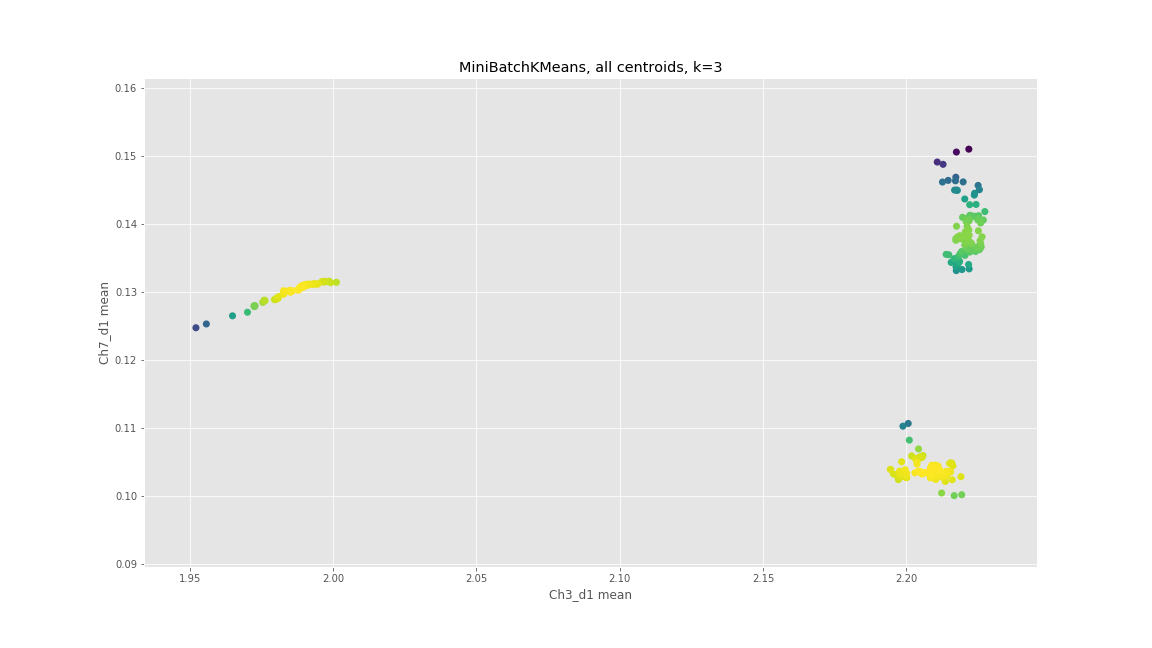 MiniBatchKMeans, all centroids, k=3
0.16
0.15
0.14
0.13
0.12
0.11
0.10
0.09
Ch7_d1 mean
1.95 2.00 2.05 2.10 2.15 2.20
Ch3_d1 mean